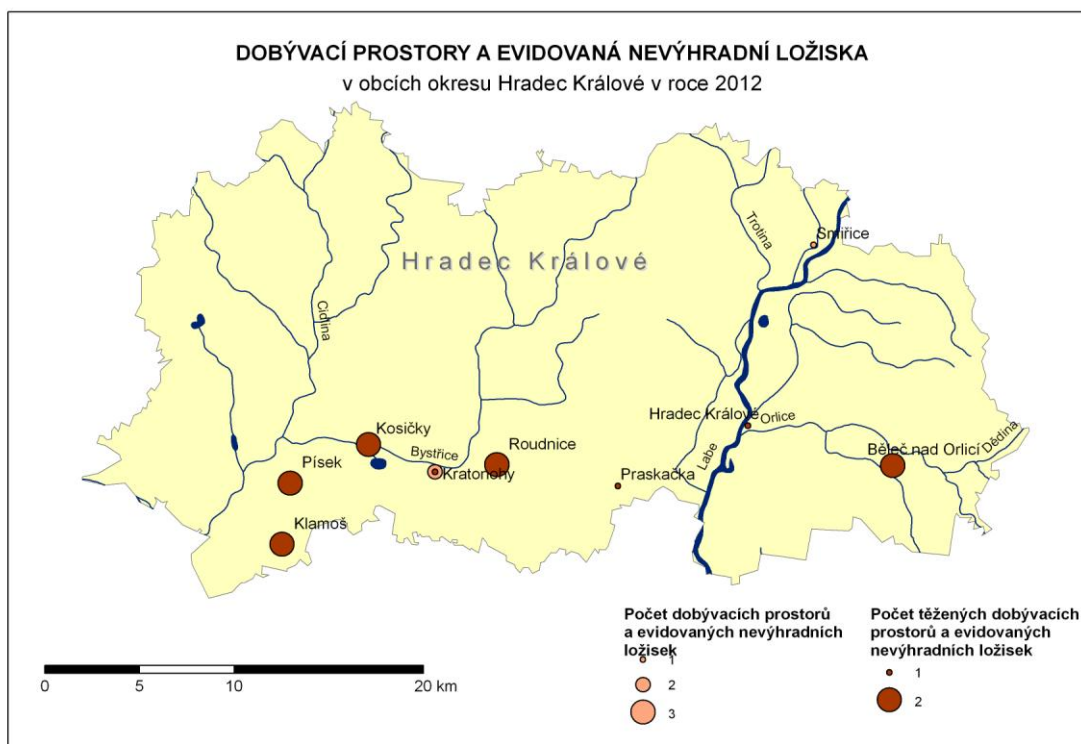 DOBÝVACÍ PROSTORY A EVIDOVANÁ NEVÝHRADNÍ LOŽISKA
v obcích okresu Hradec Králové v roce 2012
Trotina
Smiřice
Hradec Králové
Cidlina
Hradec Králové
Orlice
Kosičky
Bystřice
Roudnice
Labe
Běleč nad Orlicí
Dědina
Písek
Kratonohy
Praskačka
Klamoš
Počet dobývacích prostorů
a evidovaných nevýhradních
ložisek
1
2
3
Počet těžených dobývacích
prostorů a evidovaných
nevýhradních ložisek
1
2
0 5 10 20 km